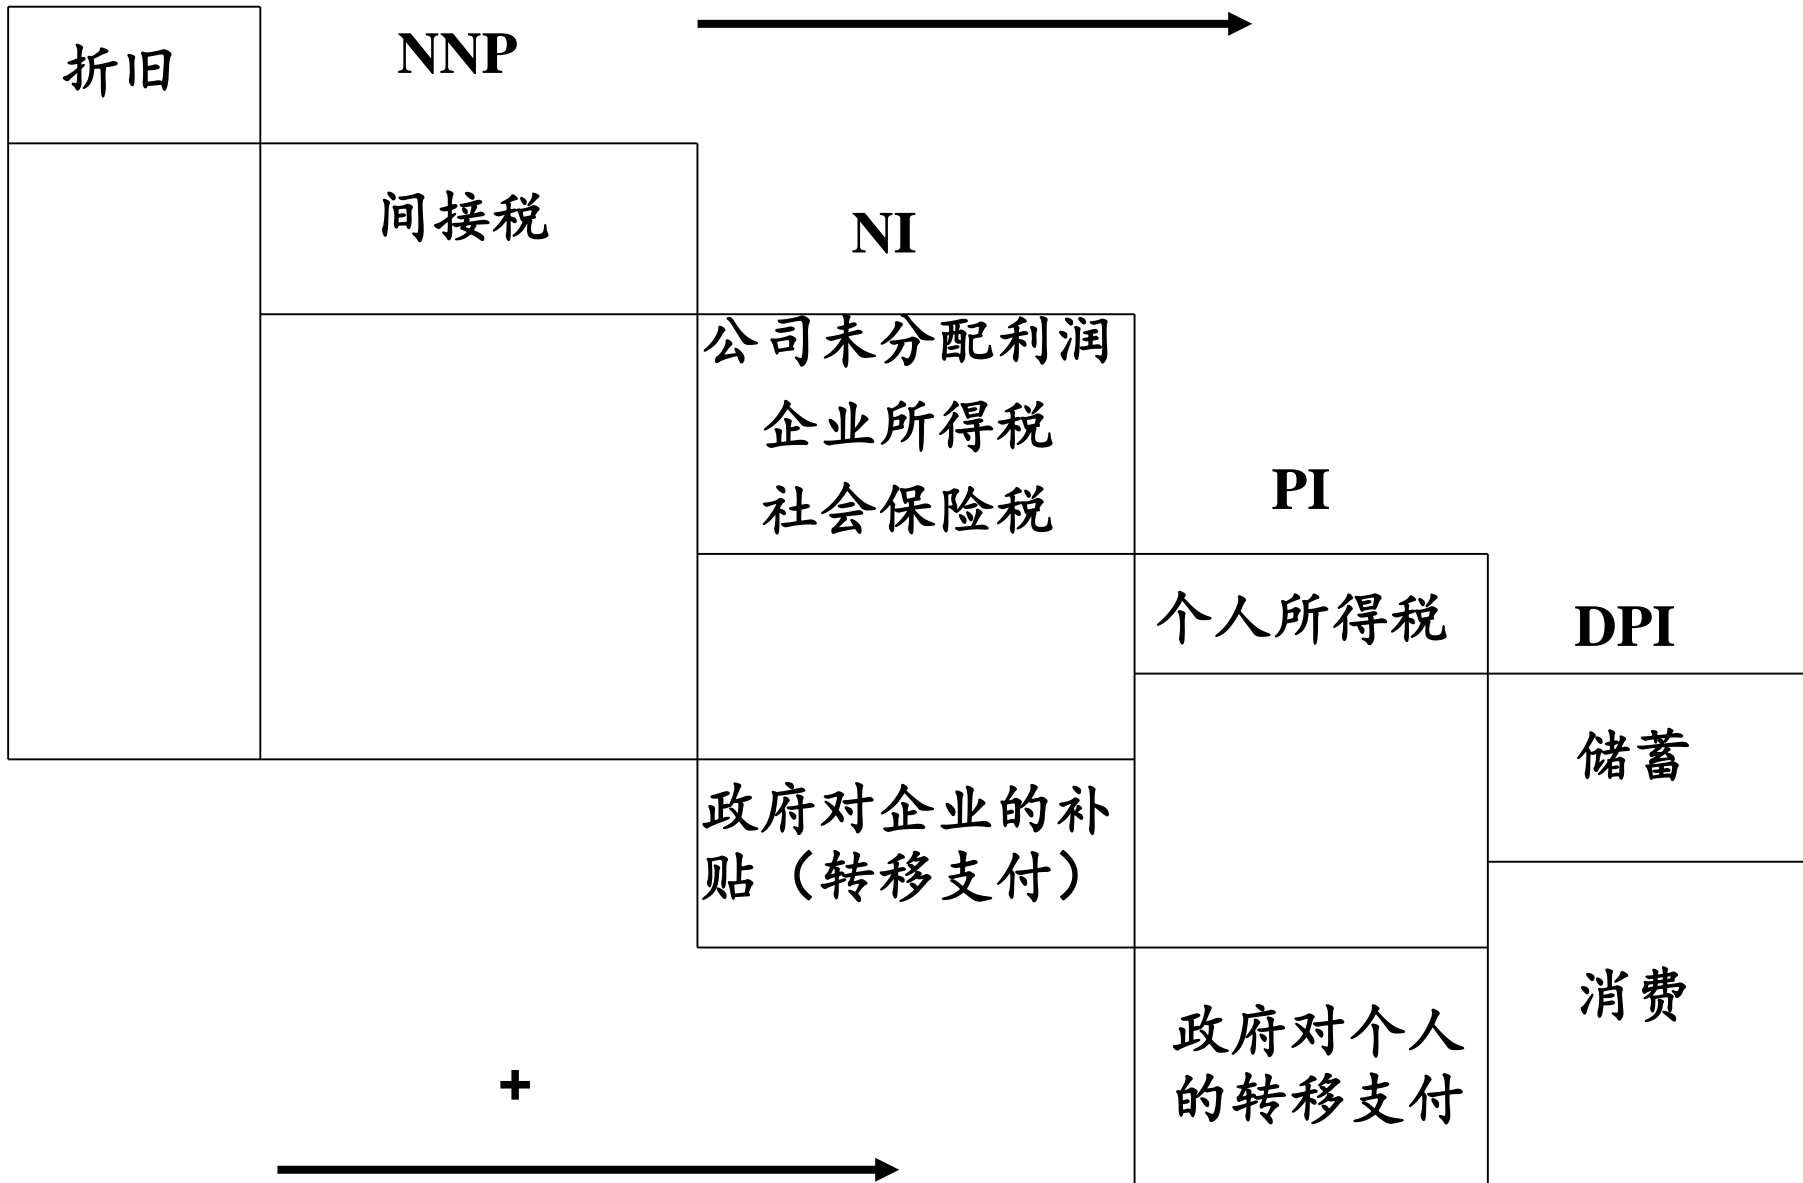 折旧
NNP
间接税
NI
公司未分配利润
企业所得税
社会保险税
PI
个人所得税
DPI
储蓄
政府对企业的补
贴（转移支付）
消费
政府对个人
的转移支付
+